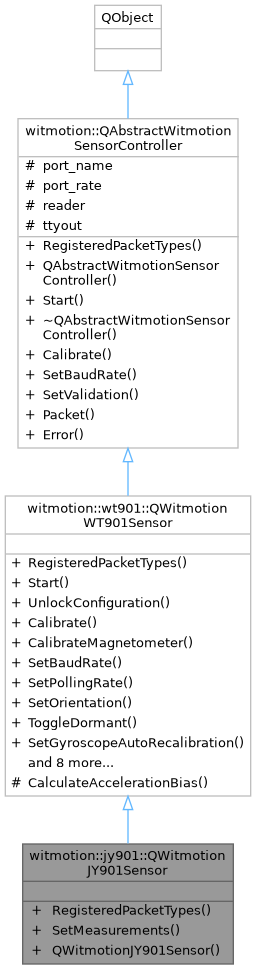 QObject
witmotion::QAbstractWitmotion
SensorController
# port_name
# port_rate
# reader
# ttyout
+ RegisteredPacketTypes()
+ QAbstractWitmotionSensor
Controller()
+ Start()
+ ~QAbstractWitmotionSensor
Controller()
+ Calibrate()
+ SetBaudRate()
+ SetValidation()
+ Packet()
+ Error()
witmotion::wt901::QWitmotion
WT901Sensor
+ RegisteredPacketTypes()
+ Start()
+ UnlockConfiguration()
+ Calibrate()
+ CalibrateMagnetometer()
+ SetBaudRate()
+ SetPollingRate()
+ SetOrientation()
+ ToggleDormant()
+ SetGyroscopeAutoRecalibration()
and 8 more...
# CalculateAccelerationBias()
witmotion::jy901::QWitmotion
JY901Sensor
+ RegisteredPacketTypes()
+ SetMeasurements()
+ QWitmotionJY901Sensor()